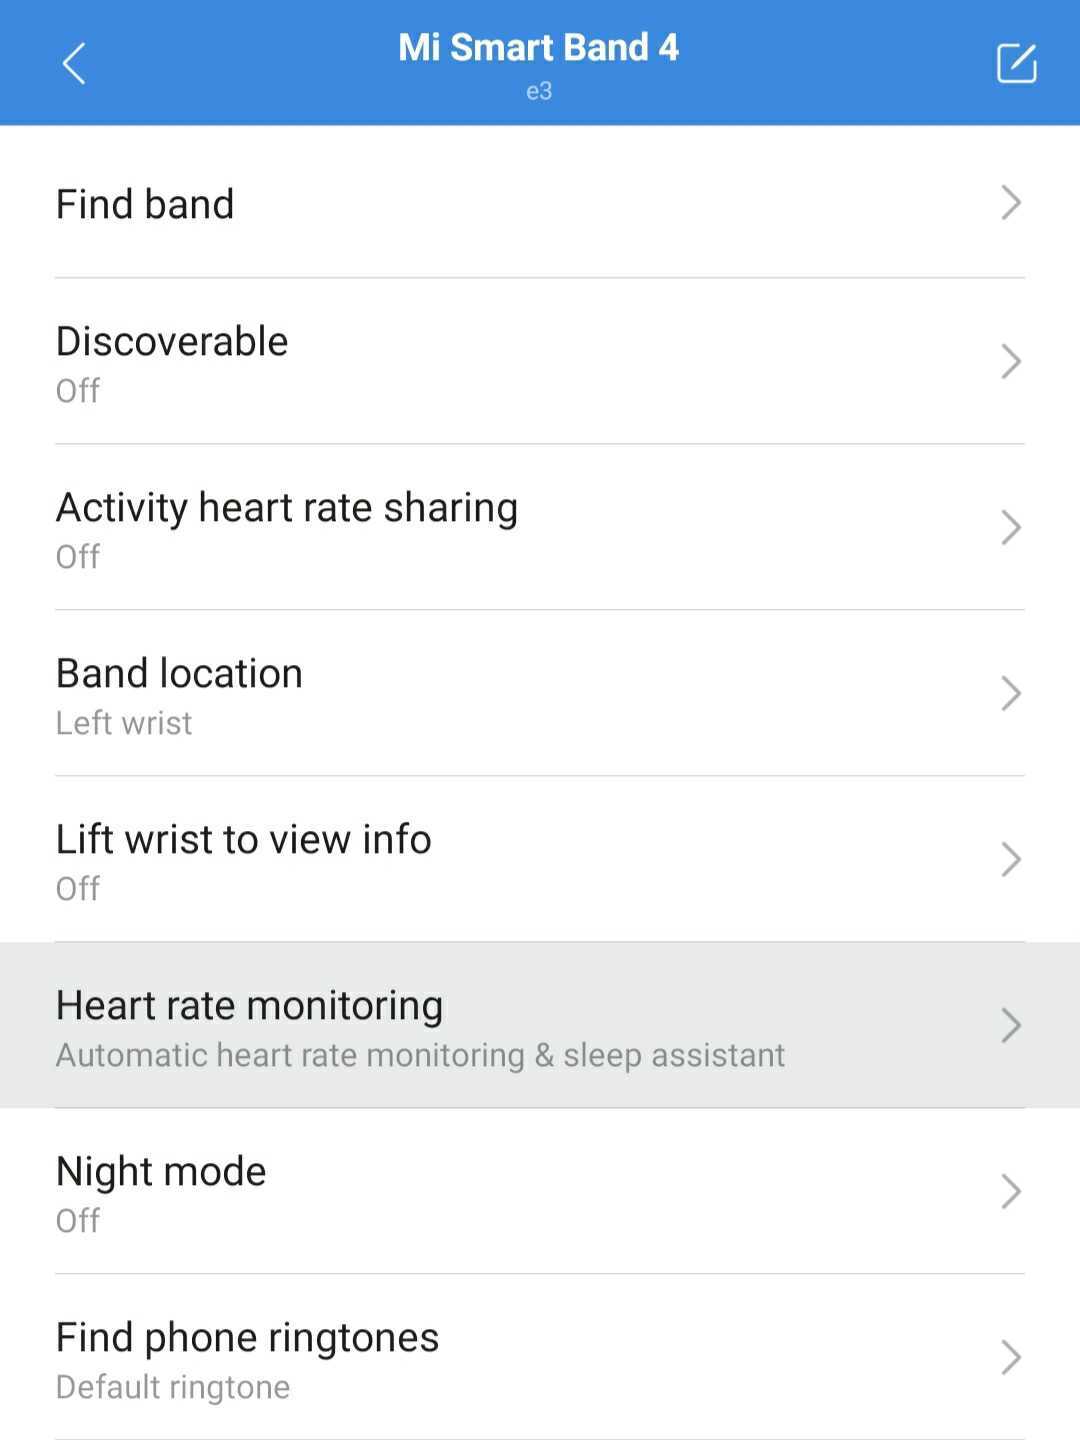 Mi Smart Band 4
e3
Find band
Discoverable
Off
Activity heart rate sharing
Off
Band location
Left wrist
Lift wrist to view info
Off
Heart rate monitoring
Automatic heart rate monitoring & sleep assistant
Night mode
Off
Find phone ringtones
Default ringtone